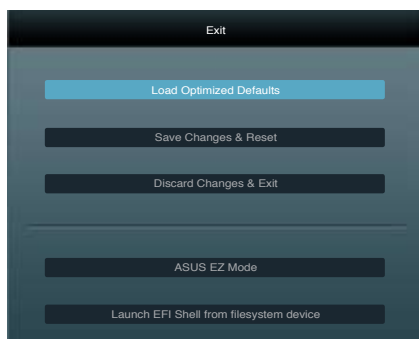 Exit
Load Optimized Defaults
Save Changes & Reset
Discard Changes & Exit
ASUS EZ Mode
Launch EFI Shell from filesystem device